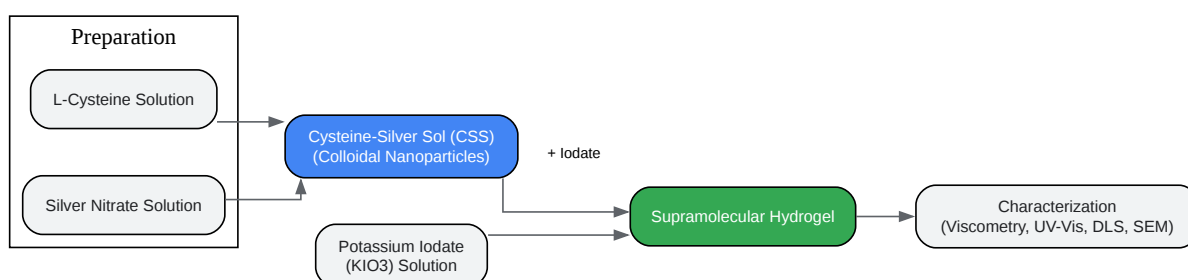 Preparation
L-Cysteine Solution
Silver Nitrate Solution
Cysteine-Silver Sol (CSS)
(Colloidal Nanoparticles)
+ Iodate
Potassium Iodate
(KIO3) Solution
Supramolecular Hydrogel
Characterization
(Viscometry, UV-Vis, DLS, SEM)